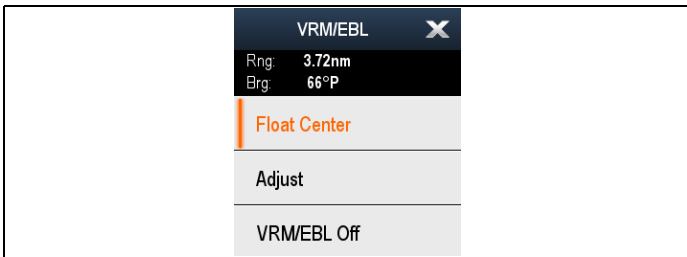 VRM/EBL X
Rng: 3.72nm
Brg: 66°P
Float Center
Adjust
VRM/EBL Off